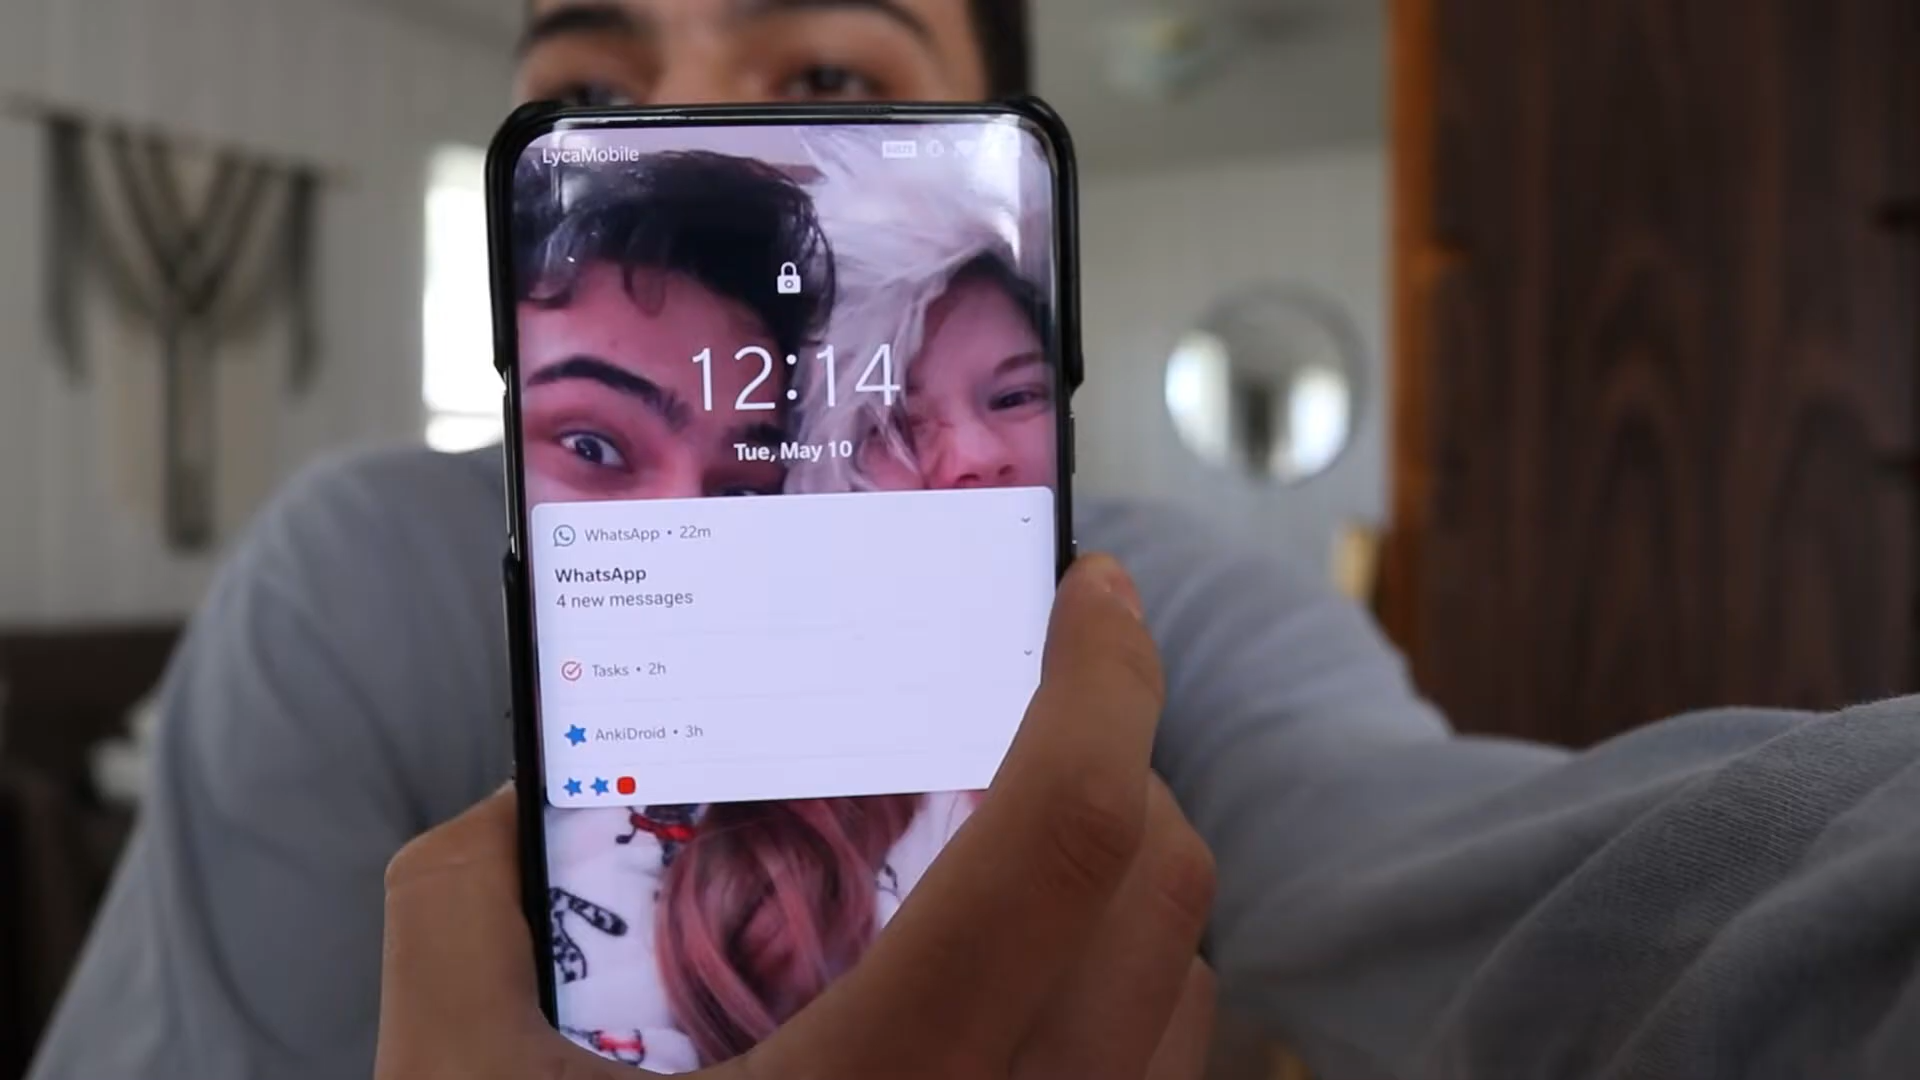 LycaMobile
12:14
Tue, May 10
WhatsApp • 22m
WhatsApp
4 new messages
Tasks • 2h
AnkiDroid • 3h